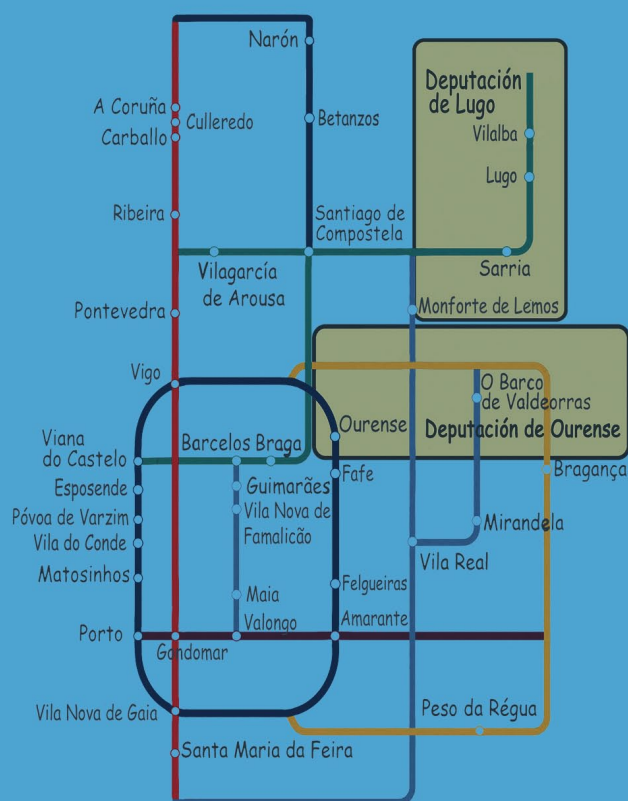 Narón
Deputación
de Lugo
A Coruña
Culleredo
Betanzos
Carballo
Vilalba
Lugo
Ribeira
Santiago de
Compostela
Vilagarcía
de Arousa
Sarria
Pontevedra
Monforte de Lemos
Vigo
O Barco
de Valdeorras
Ourense
Deputación de Ourense
Viana
do Castelo
Barcelos Braga
Fafe
Bragança
Esposende
Guimarães
Póvoa de Varzim
Vila Nova de
Famalicão
Mirandela
Vila do Conde
Vila Real
Matosinhos
Felgueiras
Maia
Porto
Gondomar
Valongo
Amarante
Vila Nova de Gaia
Peso da Régua
Santa Maria da Feira